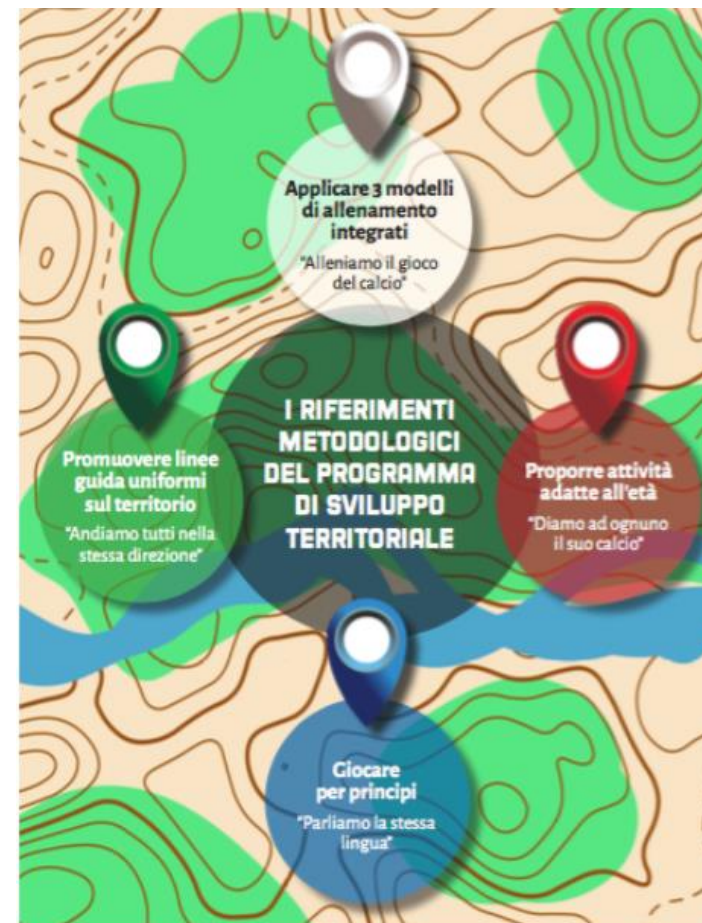 Applicare 3 modelli
di allenamento
integrati
"Alleniamo il gioco
del calcio"
I RIFERIMENTI
METODOLOGICI
DEL PROGRAMMA
DI SVILUPPO
TERRITORIALE
Promuovere linee
guida uniformi
sul territorio
"Andiamo tutti nella
stessa direzione"
Proporre attività
adatte all'età
"Diamo ad ognuno
il suo calcio"
Giocare
per principi
"Parliamo la stessa
lingua"